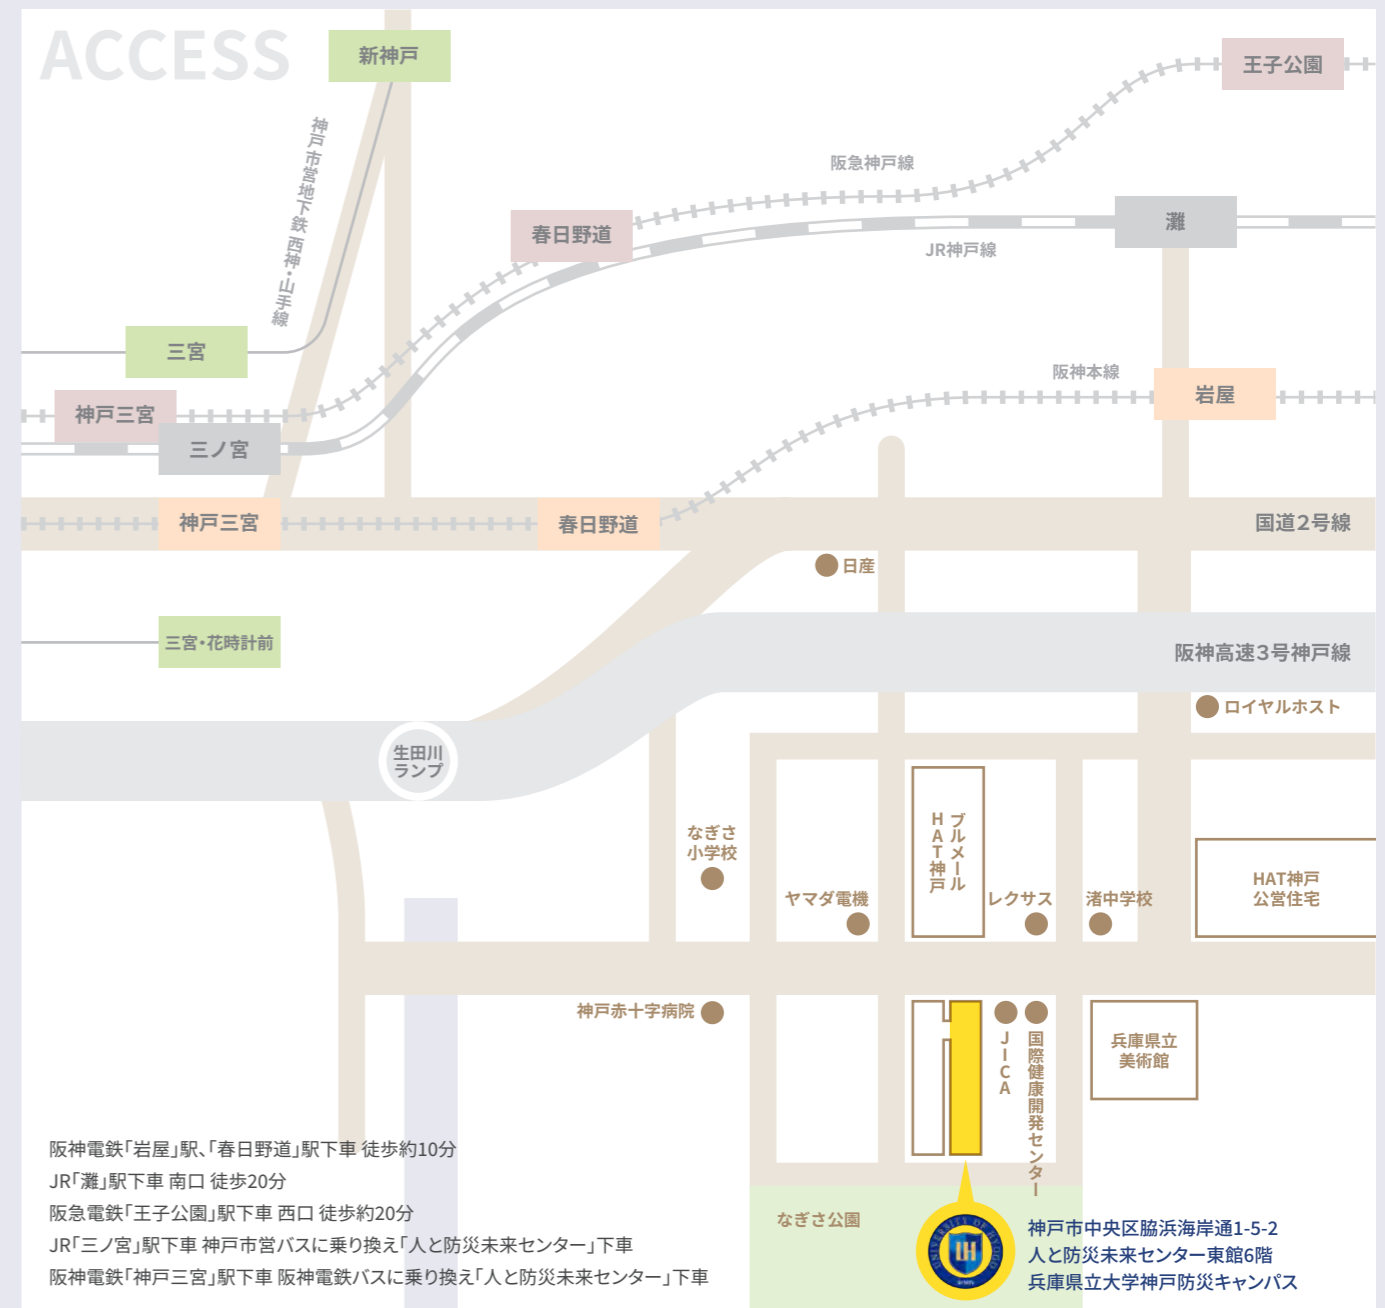 ACCESS
新神戸
王子公園
神戸市営地下鉄 西神・山手線
阪急神戸線
春日野道
灘
JR神戸線
三宮
阪神本線
岩屋
神戸三宮
三ノ宮
神戸三宮
春日野道
国道2号線
日産
三宮・花時計前
阪神高速3号神戸線
ロイヤルホスト
生田川
ランプ
なぎさ
小学校
ブルメール
HAT神戸
ヤマダ電機
レクサス
渚中学校
HAT神戸
公営住宅
神戸赤十字病院
JICA
国際健康開発センター
兵庫県立
美術館
阪神電鉄「岩屋」駅、「春日野道」駅下車 徒歩約10分
JR「灘」駅下車 南口 徒歩20分
阪急電鉄「王子公園」駅下車 西口 徒歩約20分
JR「三ノ宮」駅下車 神戸市営バスに乗り換え「人と防災未来センター」下車
阪神電鉄「神戸三宮」駅下車 阪神電鉄バスに乗り換え「人と防災未来センター」下車
なぎさ公園
UNIVERSITY OF HYOGO
UH
神戸市中央区脇浜海岸通1-5-2
人と防災未来センター東館6階
兵庫県立大学神戸防災キャンパス